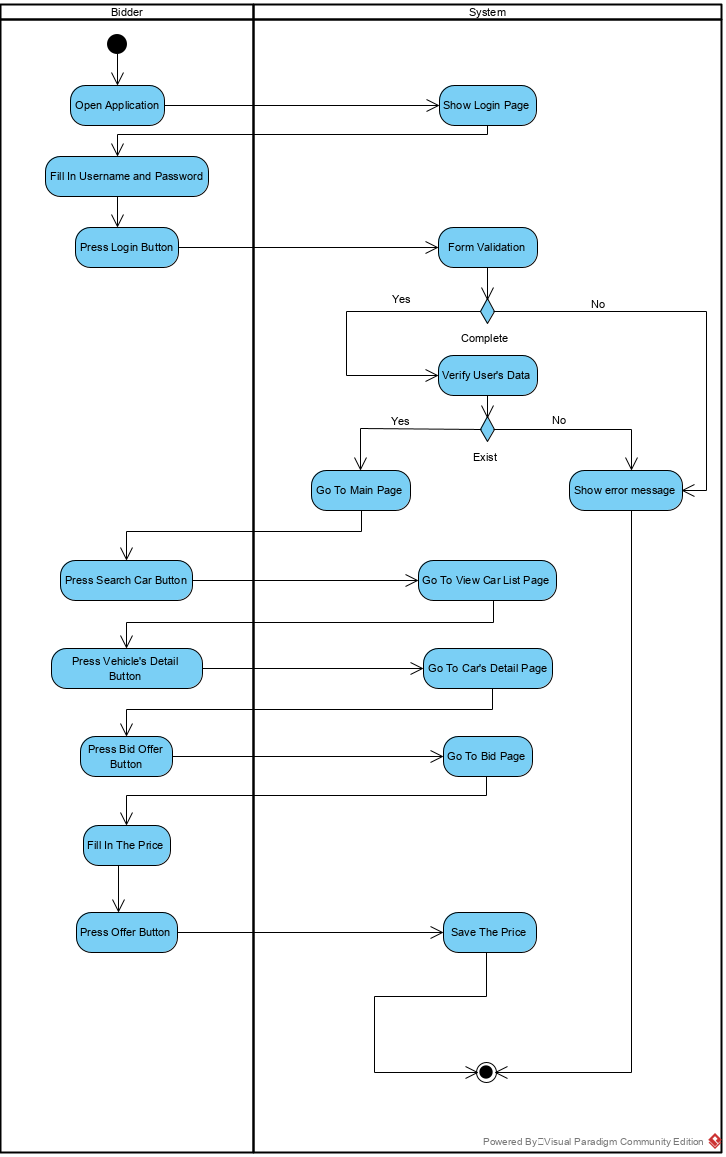 Bidder
System
Open Application
Show Login Page
Fill In Username and Password
Press Login Button
Form Validation
Yes
No
Complete
Verify User's Data
Yes
No
Exist
Go To Main Page
Show error message
Press Search Car Button
Go To View Car List Page
Press Vehicle's Detail
Button
Go To Car's Detail Page
Press Bid Offer
Button
Go To Bid Page
Fill In The Price
Press Offer Button
Save The Price
Powered By Visual Paradigm Community Edition